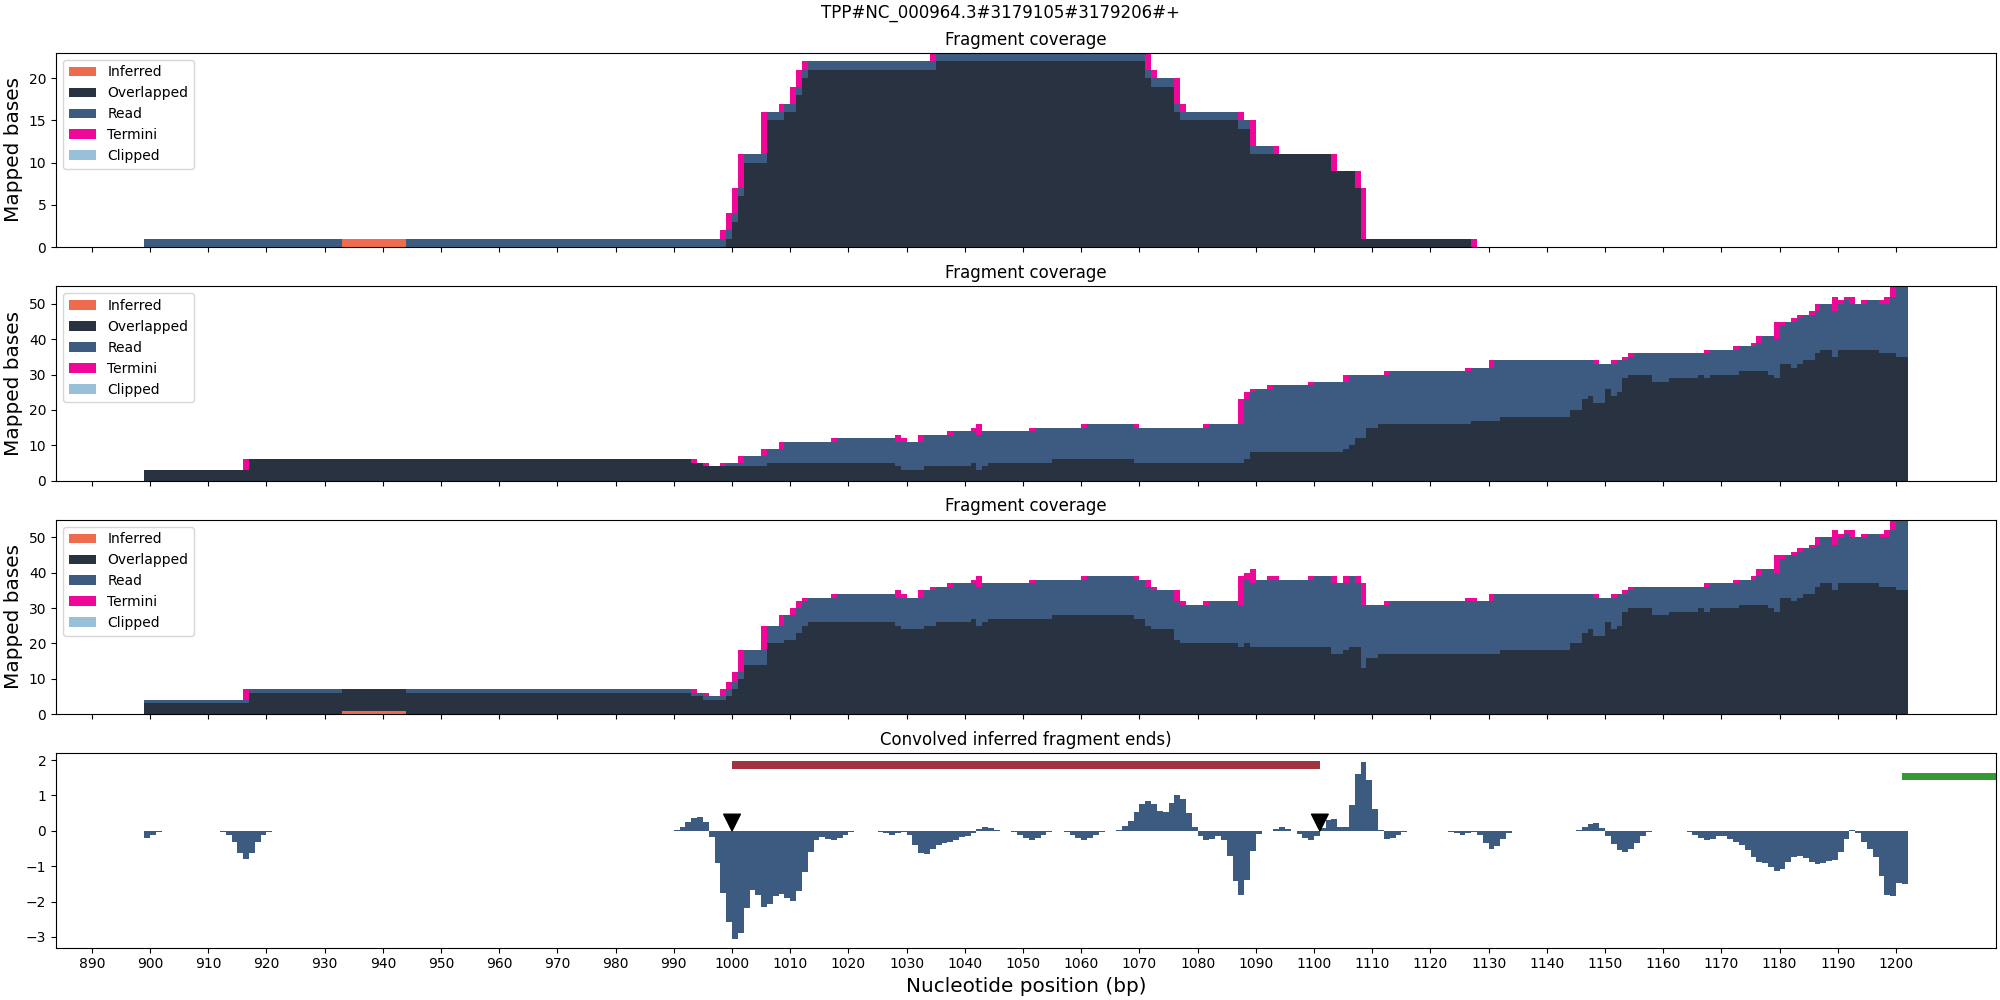 TPP#NC_000964.3#3179105#3179206#+
Fragment coverage
Mapped bases
20
15
10
5
0
Inferred
Overlapped
Read
Termini
Clipped
Fragment coverage
Mapped bases
50
40
30
20
10
0
Inferred
Overlapped
Read
Termini
Clipped
Fragment coverage
Mapped bases
50
40
30
20
10
0
Inferred
Overlapped
Read
Termini
Clipped
Convolved inferred fragment ends)
2
1
0
−1
−2
−3
890 900 910 920 930 940 950 960 970 980 990 1000 1010 1020 1030 1040 1050 1060 1070 1080 1090 1100 1110 1120 1130 1140 1150 1160 1170 1180 1190 1200
Nucleotide position (bp)